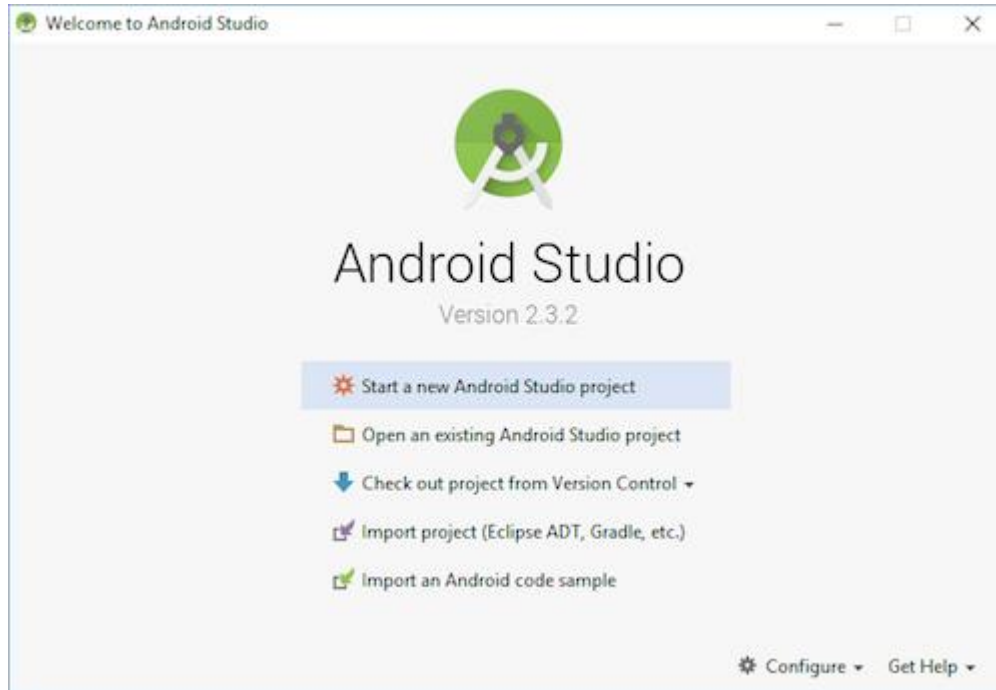 Welcome to Android Studio
Android Studio
Version 2.3.2
Start a new Android Studio project
Open an existing Android Studio project
Check out project from Version Control
Import project (Eclipse ADT, Gradle, etc.)
Import an Android code sample
Configure Get Help